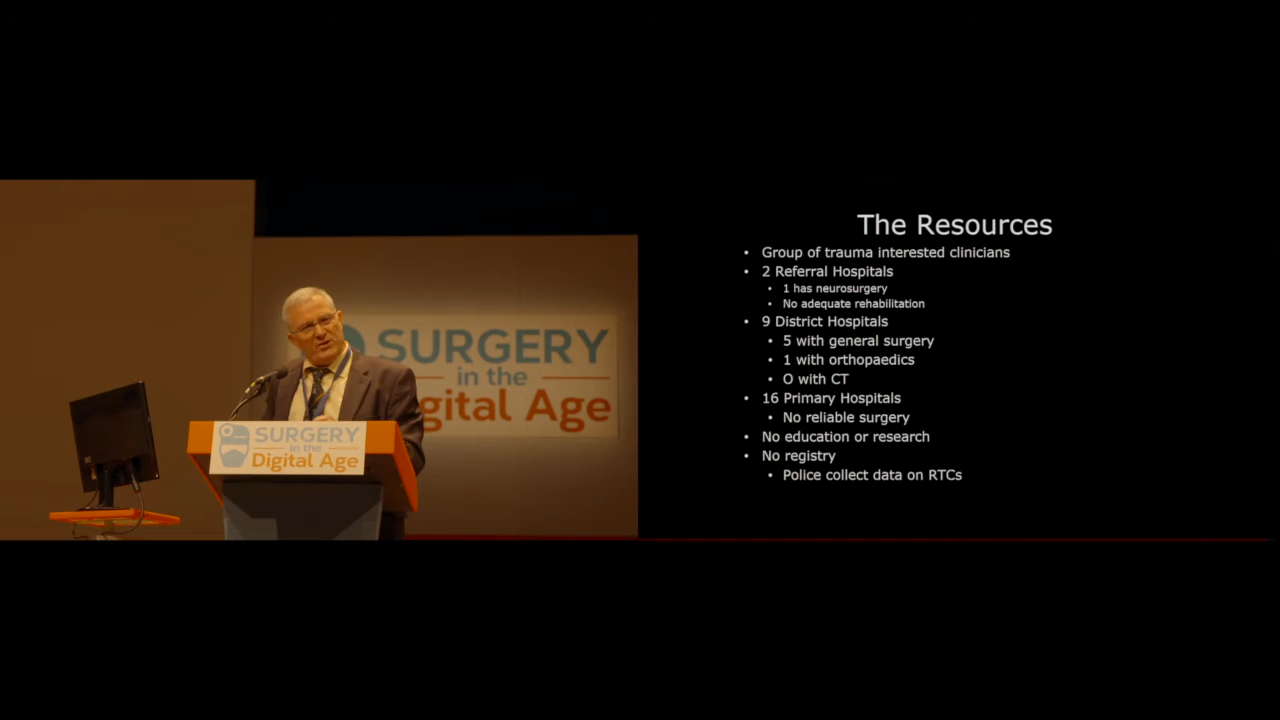 SURGERY
in the
gital Age
SURGERY
in the
Digital Age
The Resources
• Group of trauma interested clinicians
• 2 Referral Hospitals
• 1 has neurosurgery
• No adequate rehabilitation
• 9 District Hospitals
• 5 with general surgery
• 1 with orthopaedics
• O with CT
• 16 Primary Hospitals
• No reliable surgery
• No education or research
• No registry
• Police collect data on RTCs